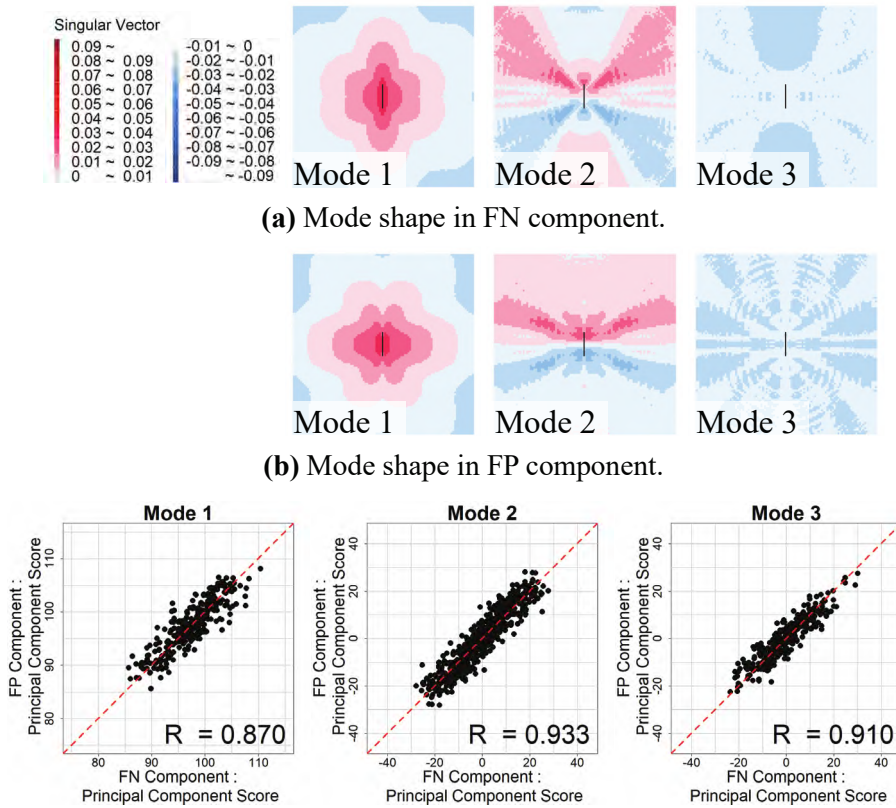 Singular Vector
0.09 ~
0.08 ~ 0.09
0.07 ~ 0.08
0.06 ~ 0.07
0.05 ~ 0.06
0.04 ~ 0.05
0.03 ~ 0.04
0.02 ~ 0.03
0.01 ~ 0.02
0 ~ 0.01
-0.01 ~ 0
-0.02 ~ -0.01
-0.03 ~ -0.02
-0.04 ~ -0.03
-0.05 ~ -0.04
-0.06 ~ -0.05
-0.07 ~ -0.06
-0.08 ~ -0.07
-0.09 ~ -0.08
~ -0.09
Mode 1
Mode 2
Mode 3
(a) Mode shape in FN component.
Mode 1
Mode 2
Mode 3
(b) Mode shape in FP component.
Mode 1
FP Component :
Principal Component Score
110
100
90
80
R = 0.870
80 90 100 110
FN Component :
Principal Component Score
Mode 2
FP Component :
Principal Component Score
40
20
0
-20
-40
R = 0.933
-40 -20 0 20 40
FN Component :
Principal Component Score
Mode 3
FP Component :
Principal Component Score
40
20
0
-20
-40
R = 0.910
-40 -20 0 20 40
FN Component :
Principal Component Score